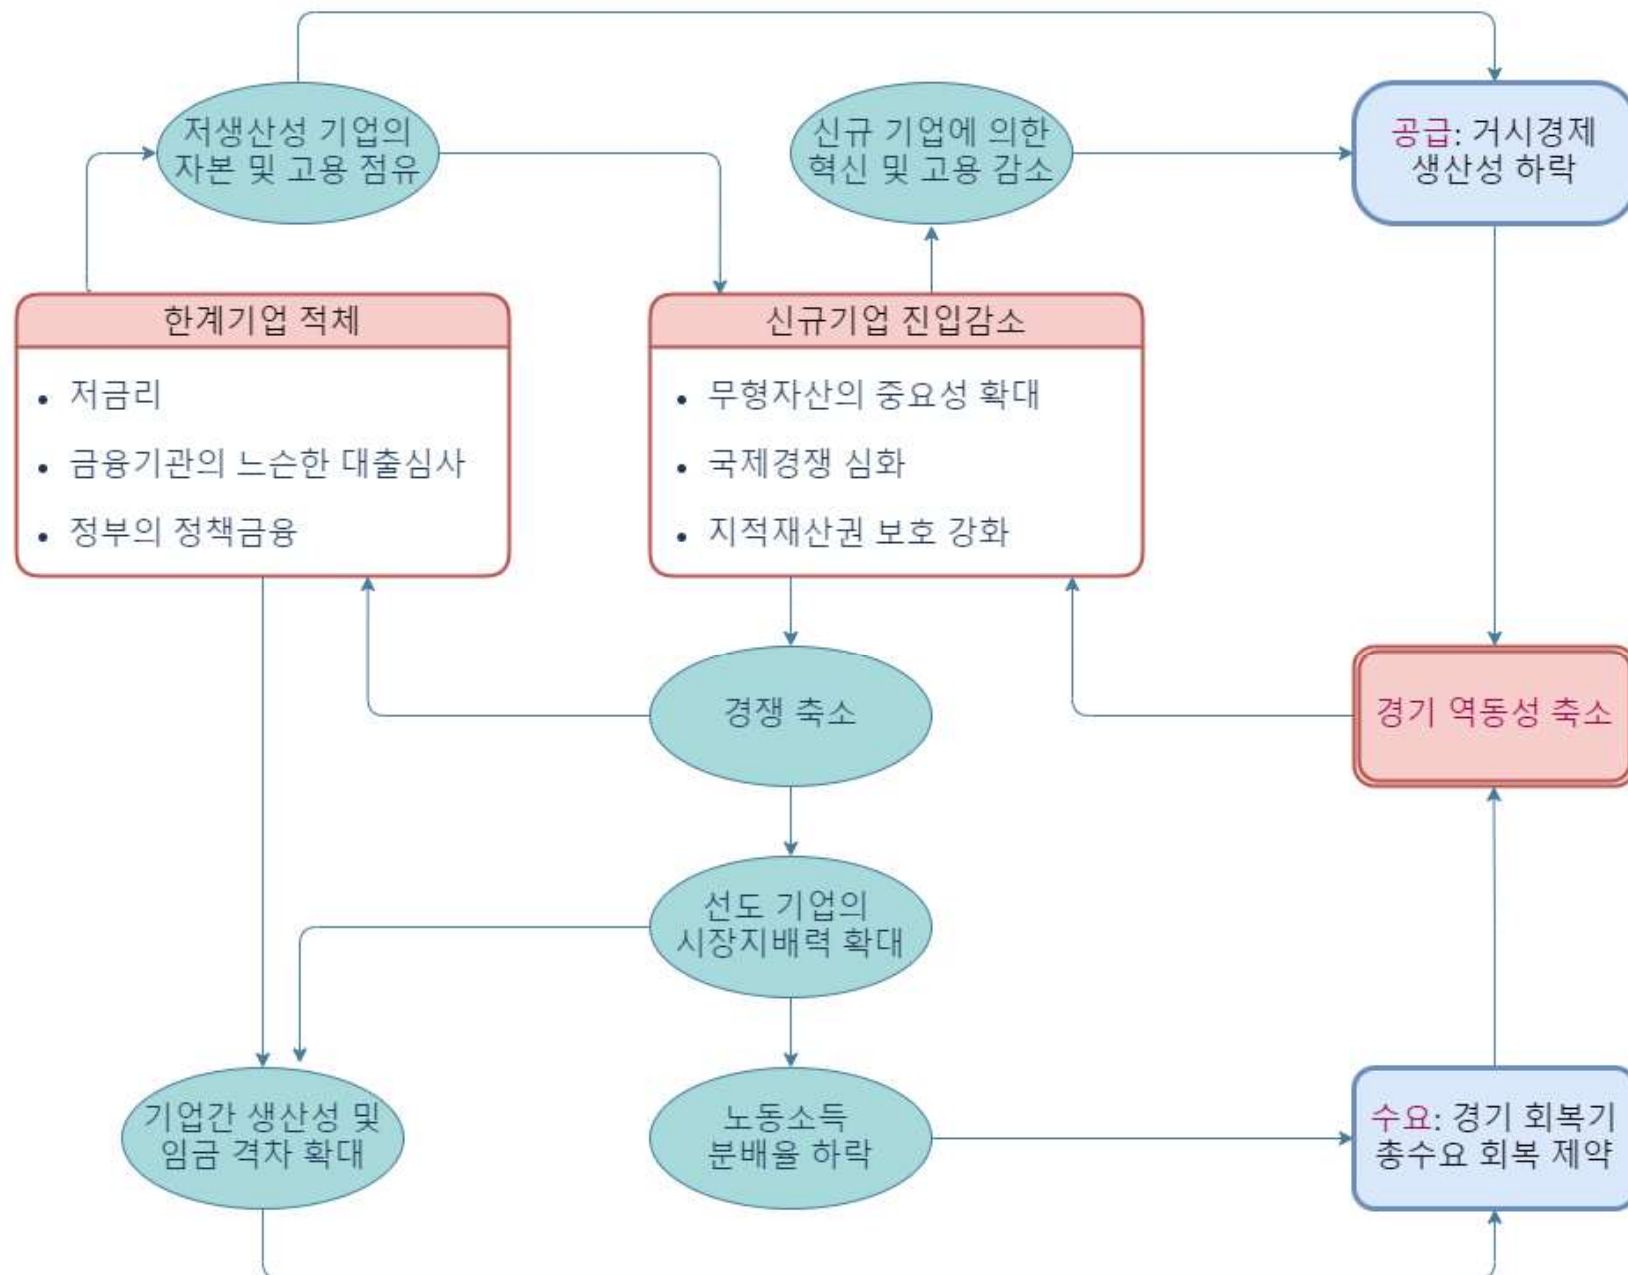 저생산성 기업의
자본 및 고용 점유
신규 기업에 의한
혁신 및 고용 감소
공급: 거시경제
생산성 하락
한계기업 적체
• 저금리
• 금융기관의 느슨한 대출심사
• 정부의 정책금융
신규기업 진입감소
• 무형자산의 중요성 확대
• 국제경쟁 심화
• 지적재산권 보호 강화
경쟁 축소
경기 역동성 축소
선도 기업의
시장지배력 확대
기업간 생산성 및
임금 격차 확대
노동소득
분배율 하락
수요: 경기 회복기
총수요 회복 제약